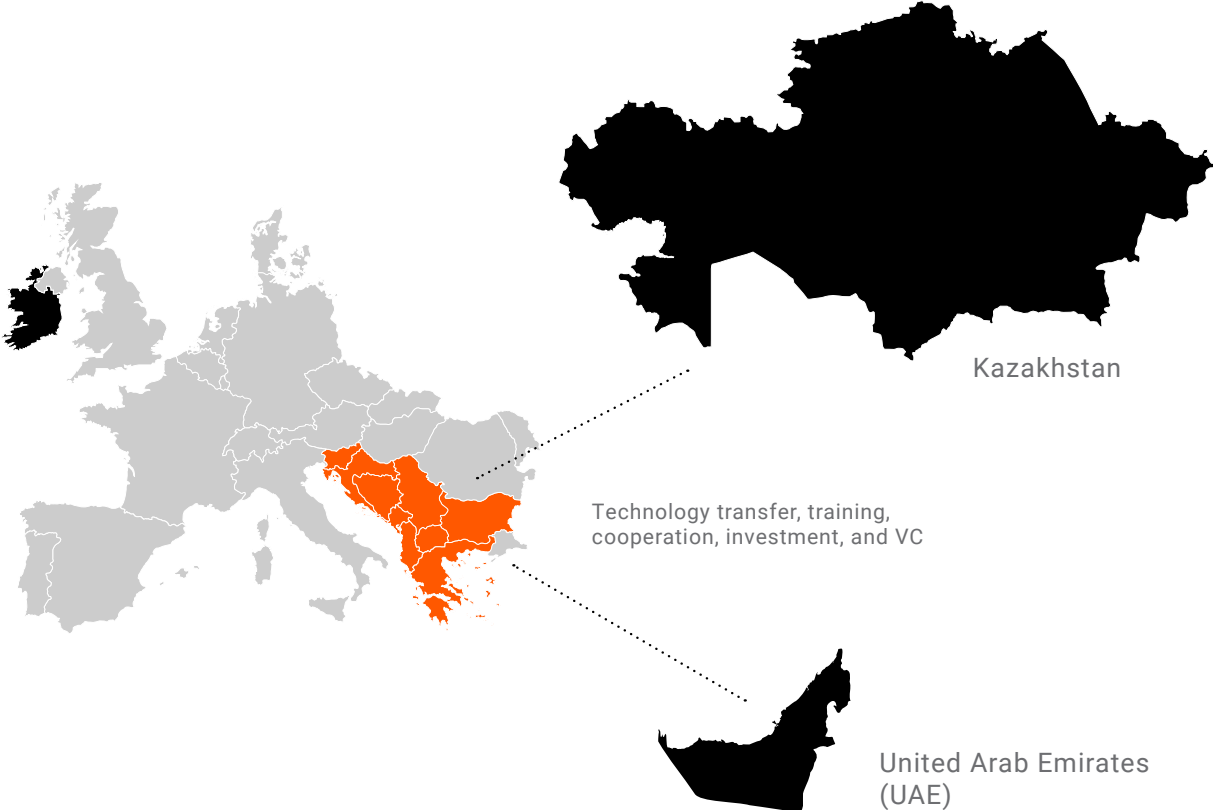 Kazakhstan
Technology transfer, training,
cooperation, investment, and VC
United Arab Emirates
(UAE)